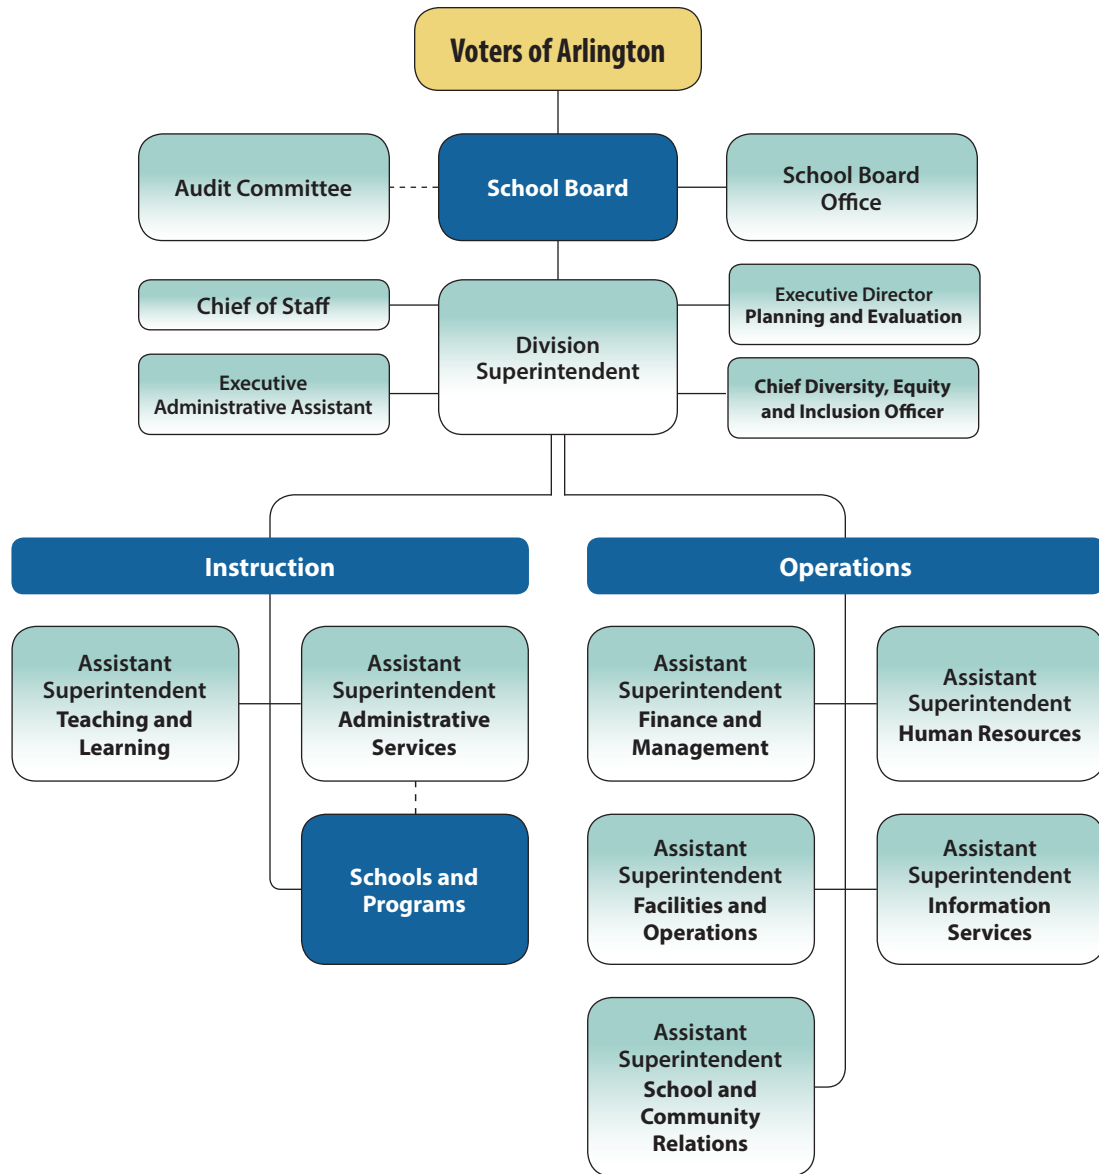 Voters of Arlington
Audit Committee
School Board
School Board
Office
Chief of Staff
Executive
Administrative Assistant
Division
Superintendent
Executive Director
Planning and Evaluation
Chief Diversity, Equity
and Inclusion Officer
Instruction
Assistant
Superintendent
Teaching and
Learning
Assistant
Superintendent
Administrative
Services
Schools and
Programs
Operations
Assistant
Superintendent
Finance and
Management
Assistant
Superintendent
Human Resources
Assistant
Superintendent
Facilities and
Operations
Assistant
Superintendent
Information
Services
Assistant
Superintendent
School and
Community
Relations